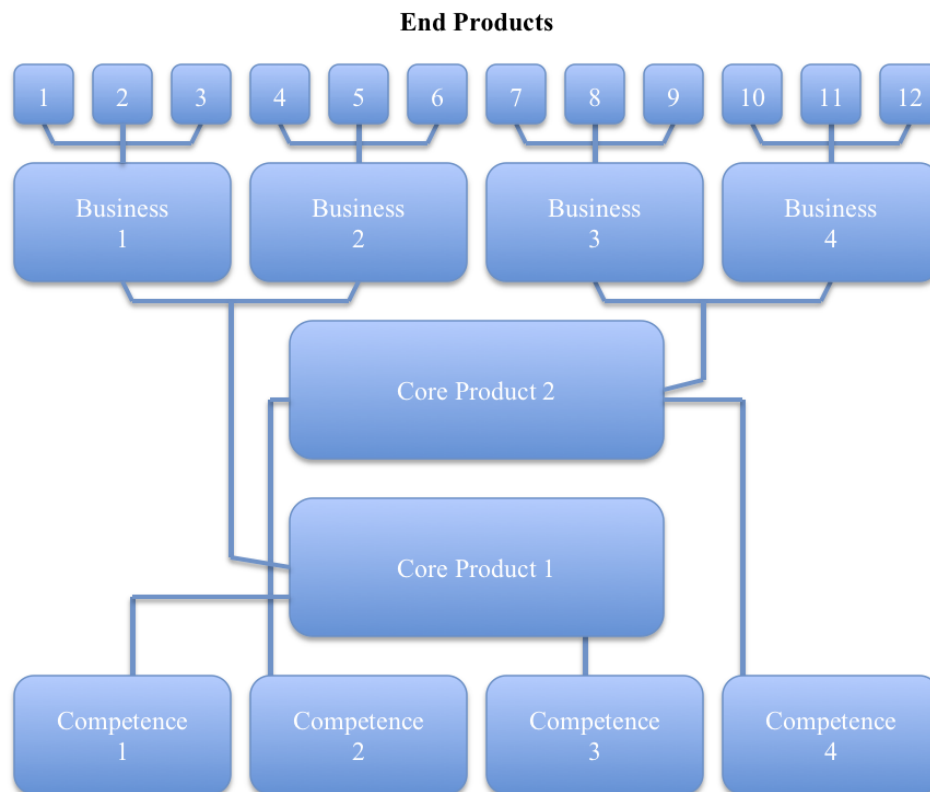 End Products
1 2 3 4 5 6 7 8 9 10 11 12
Business
1
Business
2
Business
3
Business
4
Core Product 2
Core Product 1
Competence
1
Competence
2
Competence
3
Competence
4